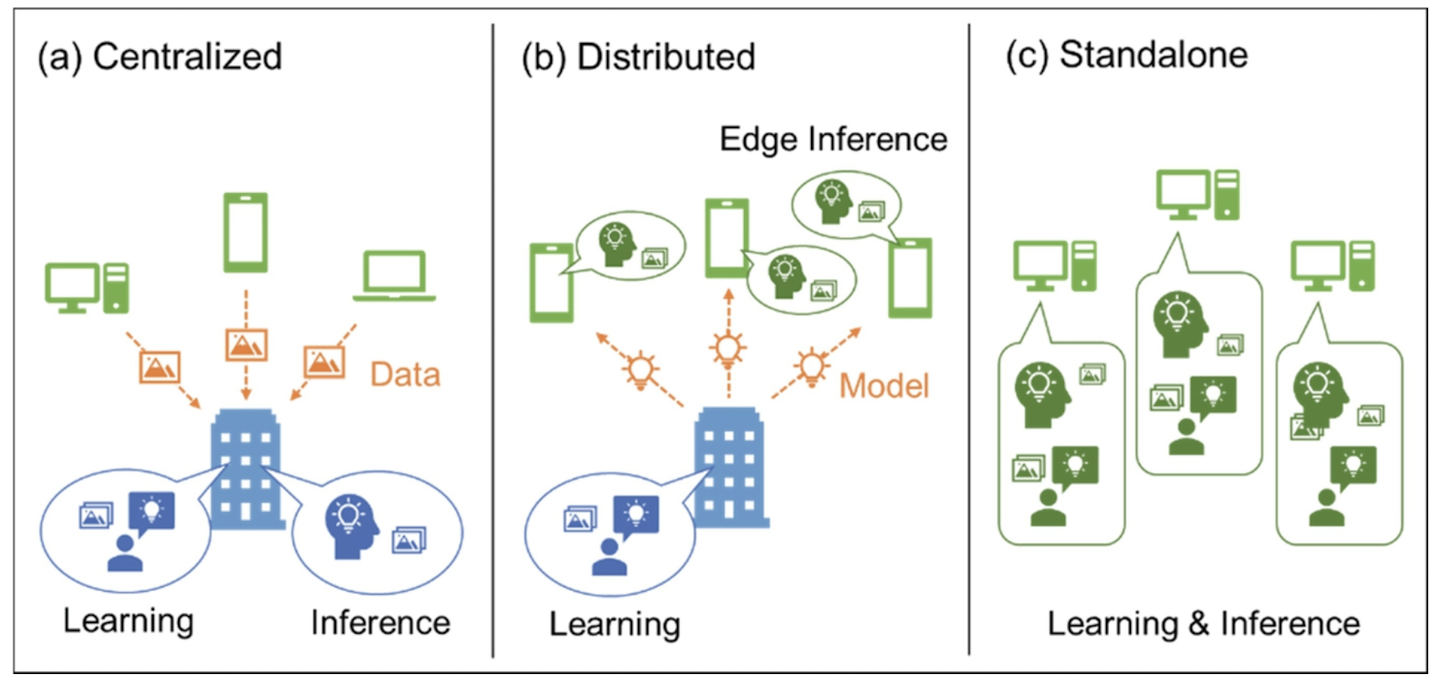 (a) Centralized
Data
Learning
Inference
(b) Distributed
Edge Inference
Model
Learning
(c) Standalone
Learning & Inference